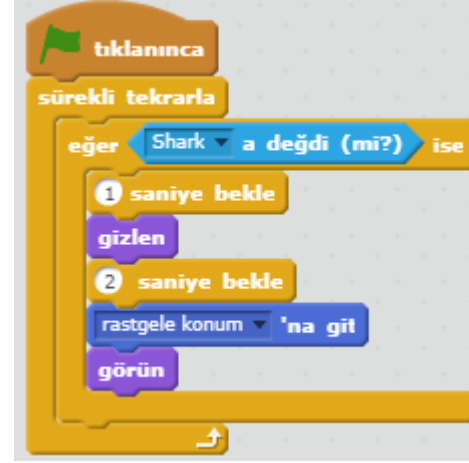 tıklanınca
sürekli tekrarla
eğer Shark a değdi (mi?) ise
1 saniye bekle
gizlen
2 saniye bekle
rastgele konum 'na git
görün